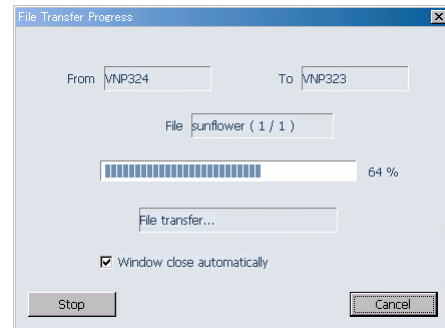 File Transfer Progress
From VNP324 To VNP323
File sunflower ( 1 / 1 )
64 %
File transfer...
Window close automatically
Stop Cancel